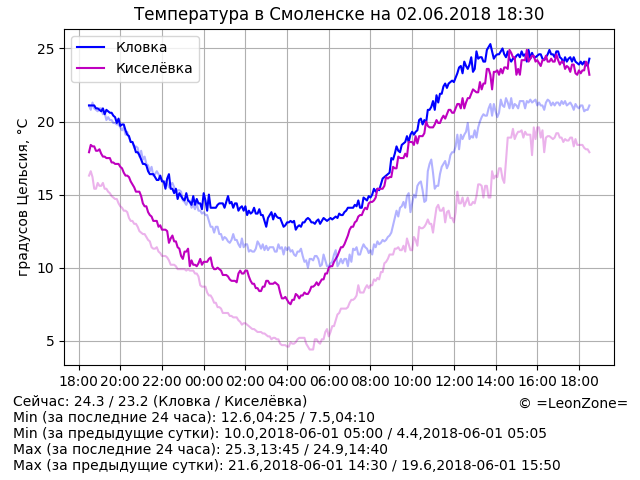 Температура в Смоленске на 02.06.2018 18:30
Кловка
Киселёвка
градусов Цельсия, °C
25
20
15
10
5
18:00 20:00 22:00 00:00 02:00 04:00 06:00 08:00 10:00 12:00 14:00 16:00 18:00
Сейчас: 24.3 / 23.2 (Кловка / Киселёвка)
© =LeonZone=
Min (за последние 24 часа): 12.6,04:25 / 7.5,04:10
Min (за предыдущие сутки): 10.0,2018-06-01 05:00 / 4.4,2018-06-01 05:05
Max (за последние 24 часа): 25.3,13:45 / 24.9,14:40
Max (за предыдущие сутки): 21.6,2018-06-01 14:30 / 19.6,2018-06-01 15:50